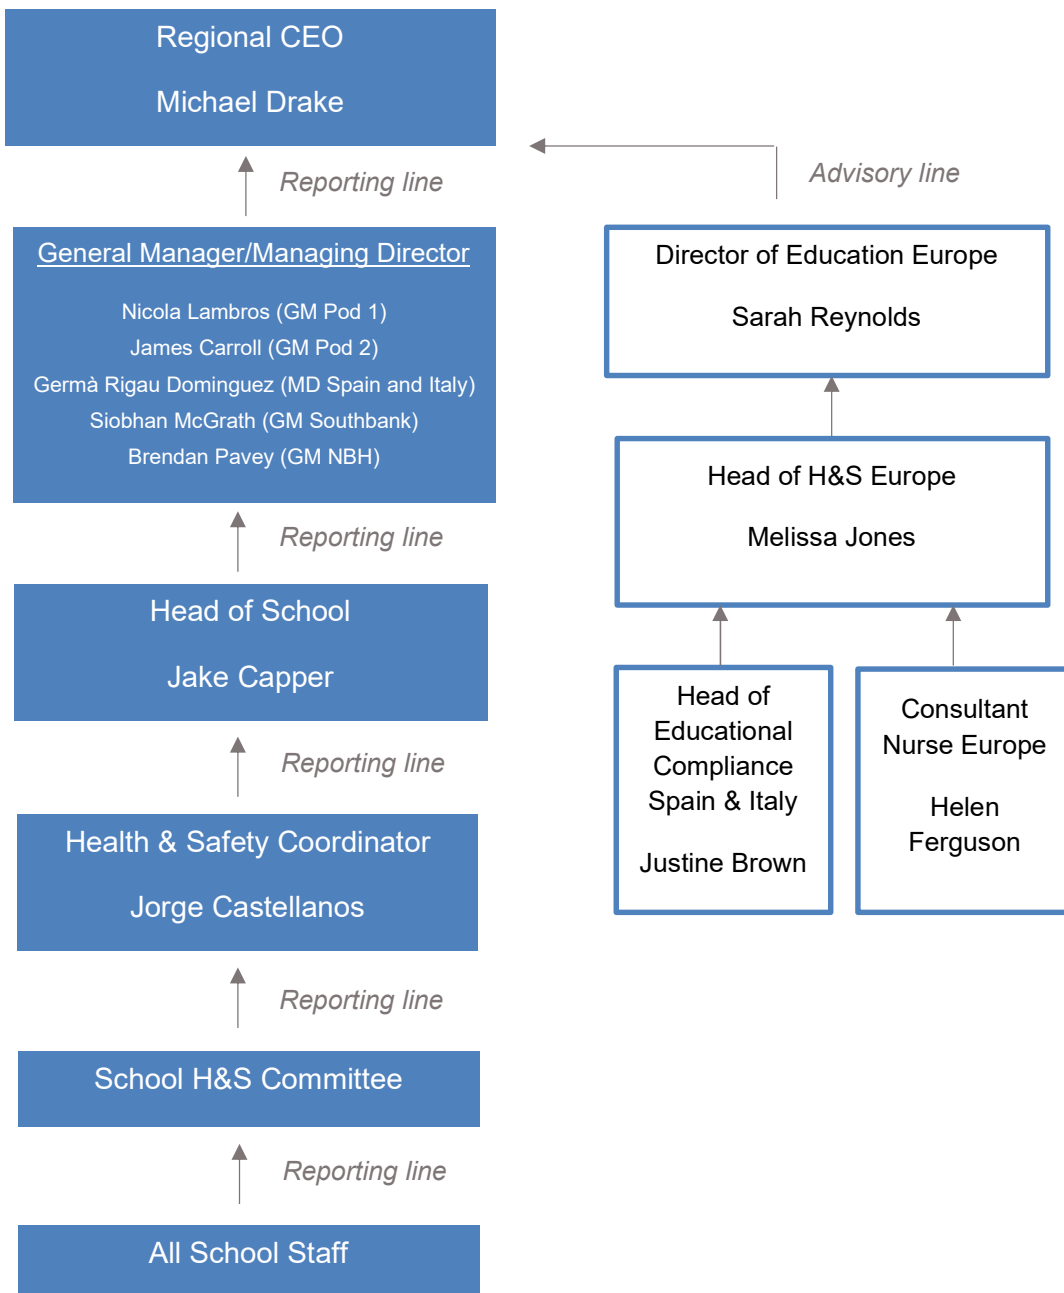 Regional CEO
Michael Drake
Reporting line
Advisory line
General Manager/Managing Director
Nicola Lambros (GM Pod 1)
James Carroll (GM Pod 2)
Germà Rigau Dominguez (MD Spain and Italy)
Siobhan McGrath (GM Southbank)
Brendan Pavey (GM NBH)
Director of Education Europe
Sarah Reynolds
Head of H&S Europe
Melissa Jones
Reporting line
Head of School
Jake Capper
Head of
Educational
Compliance
Spain & Italy
Justine Brown
Consultant
Nurse Europe
Helen
Ferguson
Reporting line
Health & Safety Coordinator
Jorge Castellanos
Reporting line
School H&S Committee
Reporting line
All School Staff